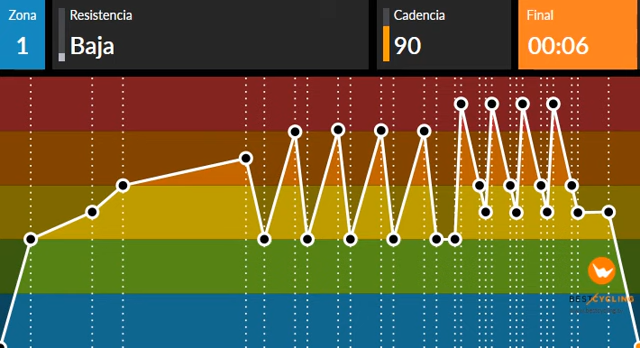 Zona
1
Resistencia
Baja
Cadencia
90
Final
00:06
BESTCYCLING